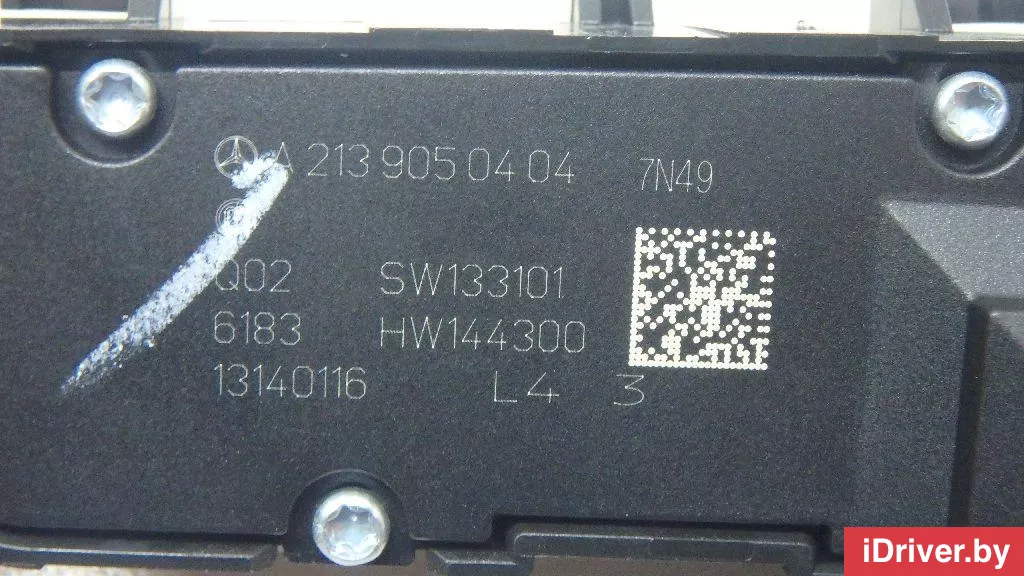 A 213 905 04 04 7N49
Q02 SW133101
6183 HW144300
13140116 L4 3
iDriver.by